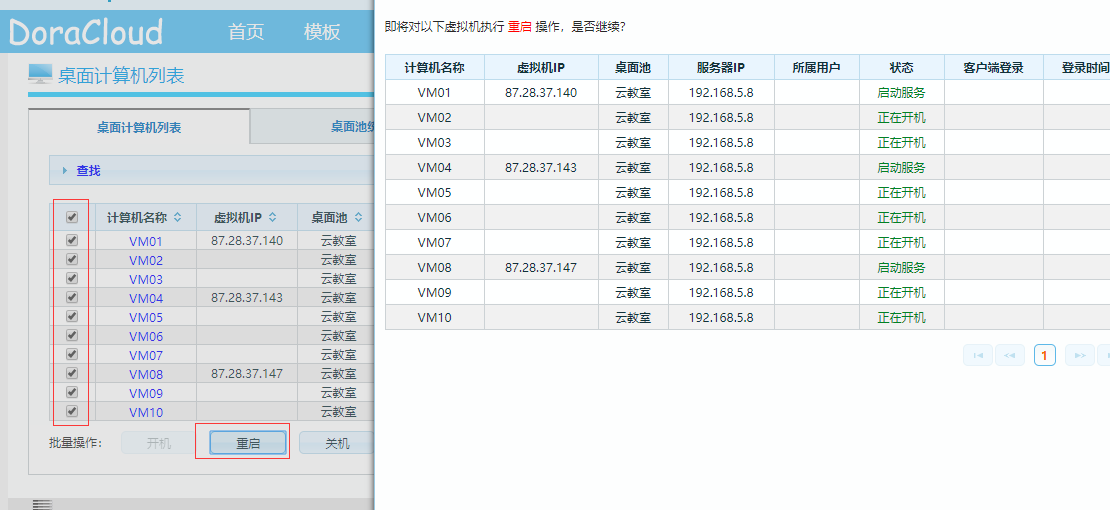 DoraCloud 首页 模板
桌面计算机列表
桌面计算机列表 桌面池
查找
计算机名称 虚拟机IP 桌面池
VM01 87.28.37.140 云教室
VM02 云教室
VM03 云教室
VM04 87.28.37.143 云教室
VM05 云教室
VM06 云教室
VM07 云教室
VM08 87.28.37.147 云教室
VM09 云教室
VM10 云教室
批量操作： 开机 重启 关机
即将对以下虚拟机执行 重启 操作，是否继续？
计算机名称 虚拟机IP 桌面池 服务器IP 所属用户 状态 客户端登录 登录时间
VM01 87.28.37.140 云教室 192.168.5.8 启动服务
VM02 云教室 192.168.5.8 正在开机
VM03 云教室 192.168.5.8 正在开机
VM04 87.28.37.143 云教室 192.168.5.8 启动服务
VM05 云教室 192.168.5.8 正在开机
VM06 云教室 192.168.5.8 正在开机
VM07 云教室 192.168.5.8 正在开机
VM08 87.28.37.147 云教室 192.168.5.8 启动服务
VM09 云教室 192.168.5.8 正在开机
VM10 云教室 192.168.5.8 正在开机
1